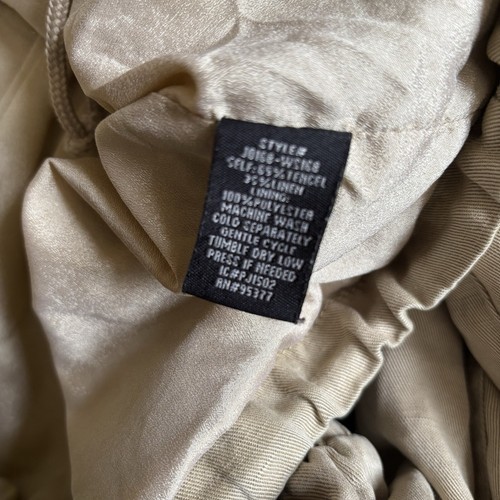 STYLE#
J0168-WS168
SELF: 65% TENCEL
35% LINEN
LINING:
100% POLYESTER
MACHINE WASH
COLD SEPARATELY
GENTLE CYCLE
TUMBLE DRY LOW
PRESS IF NEEDED
IC#PJ1502
RN#95377